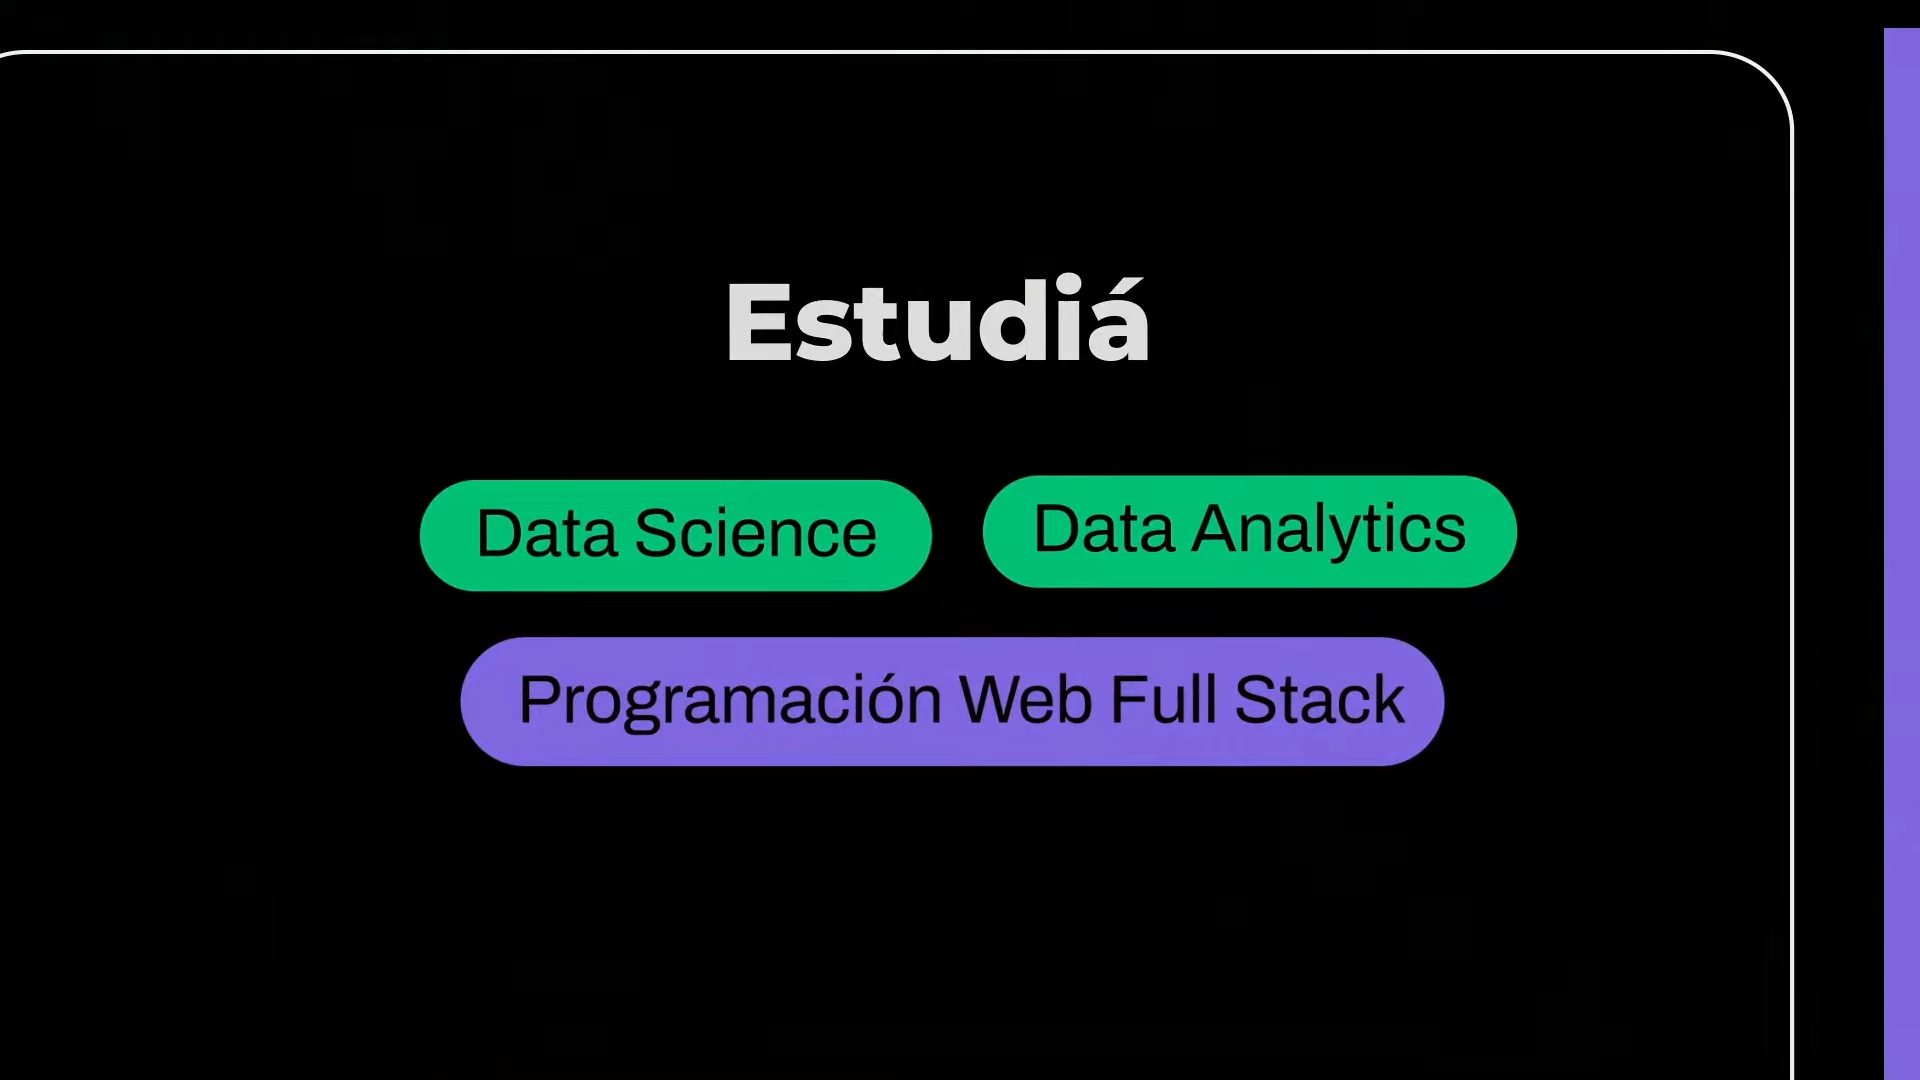 Estudiá
Data Science
Data Analytics
Programación Web Full Stack